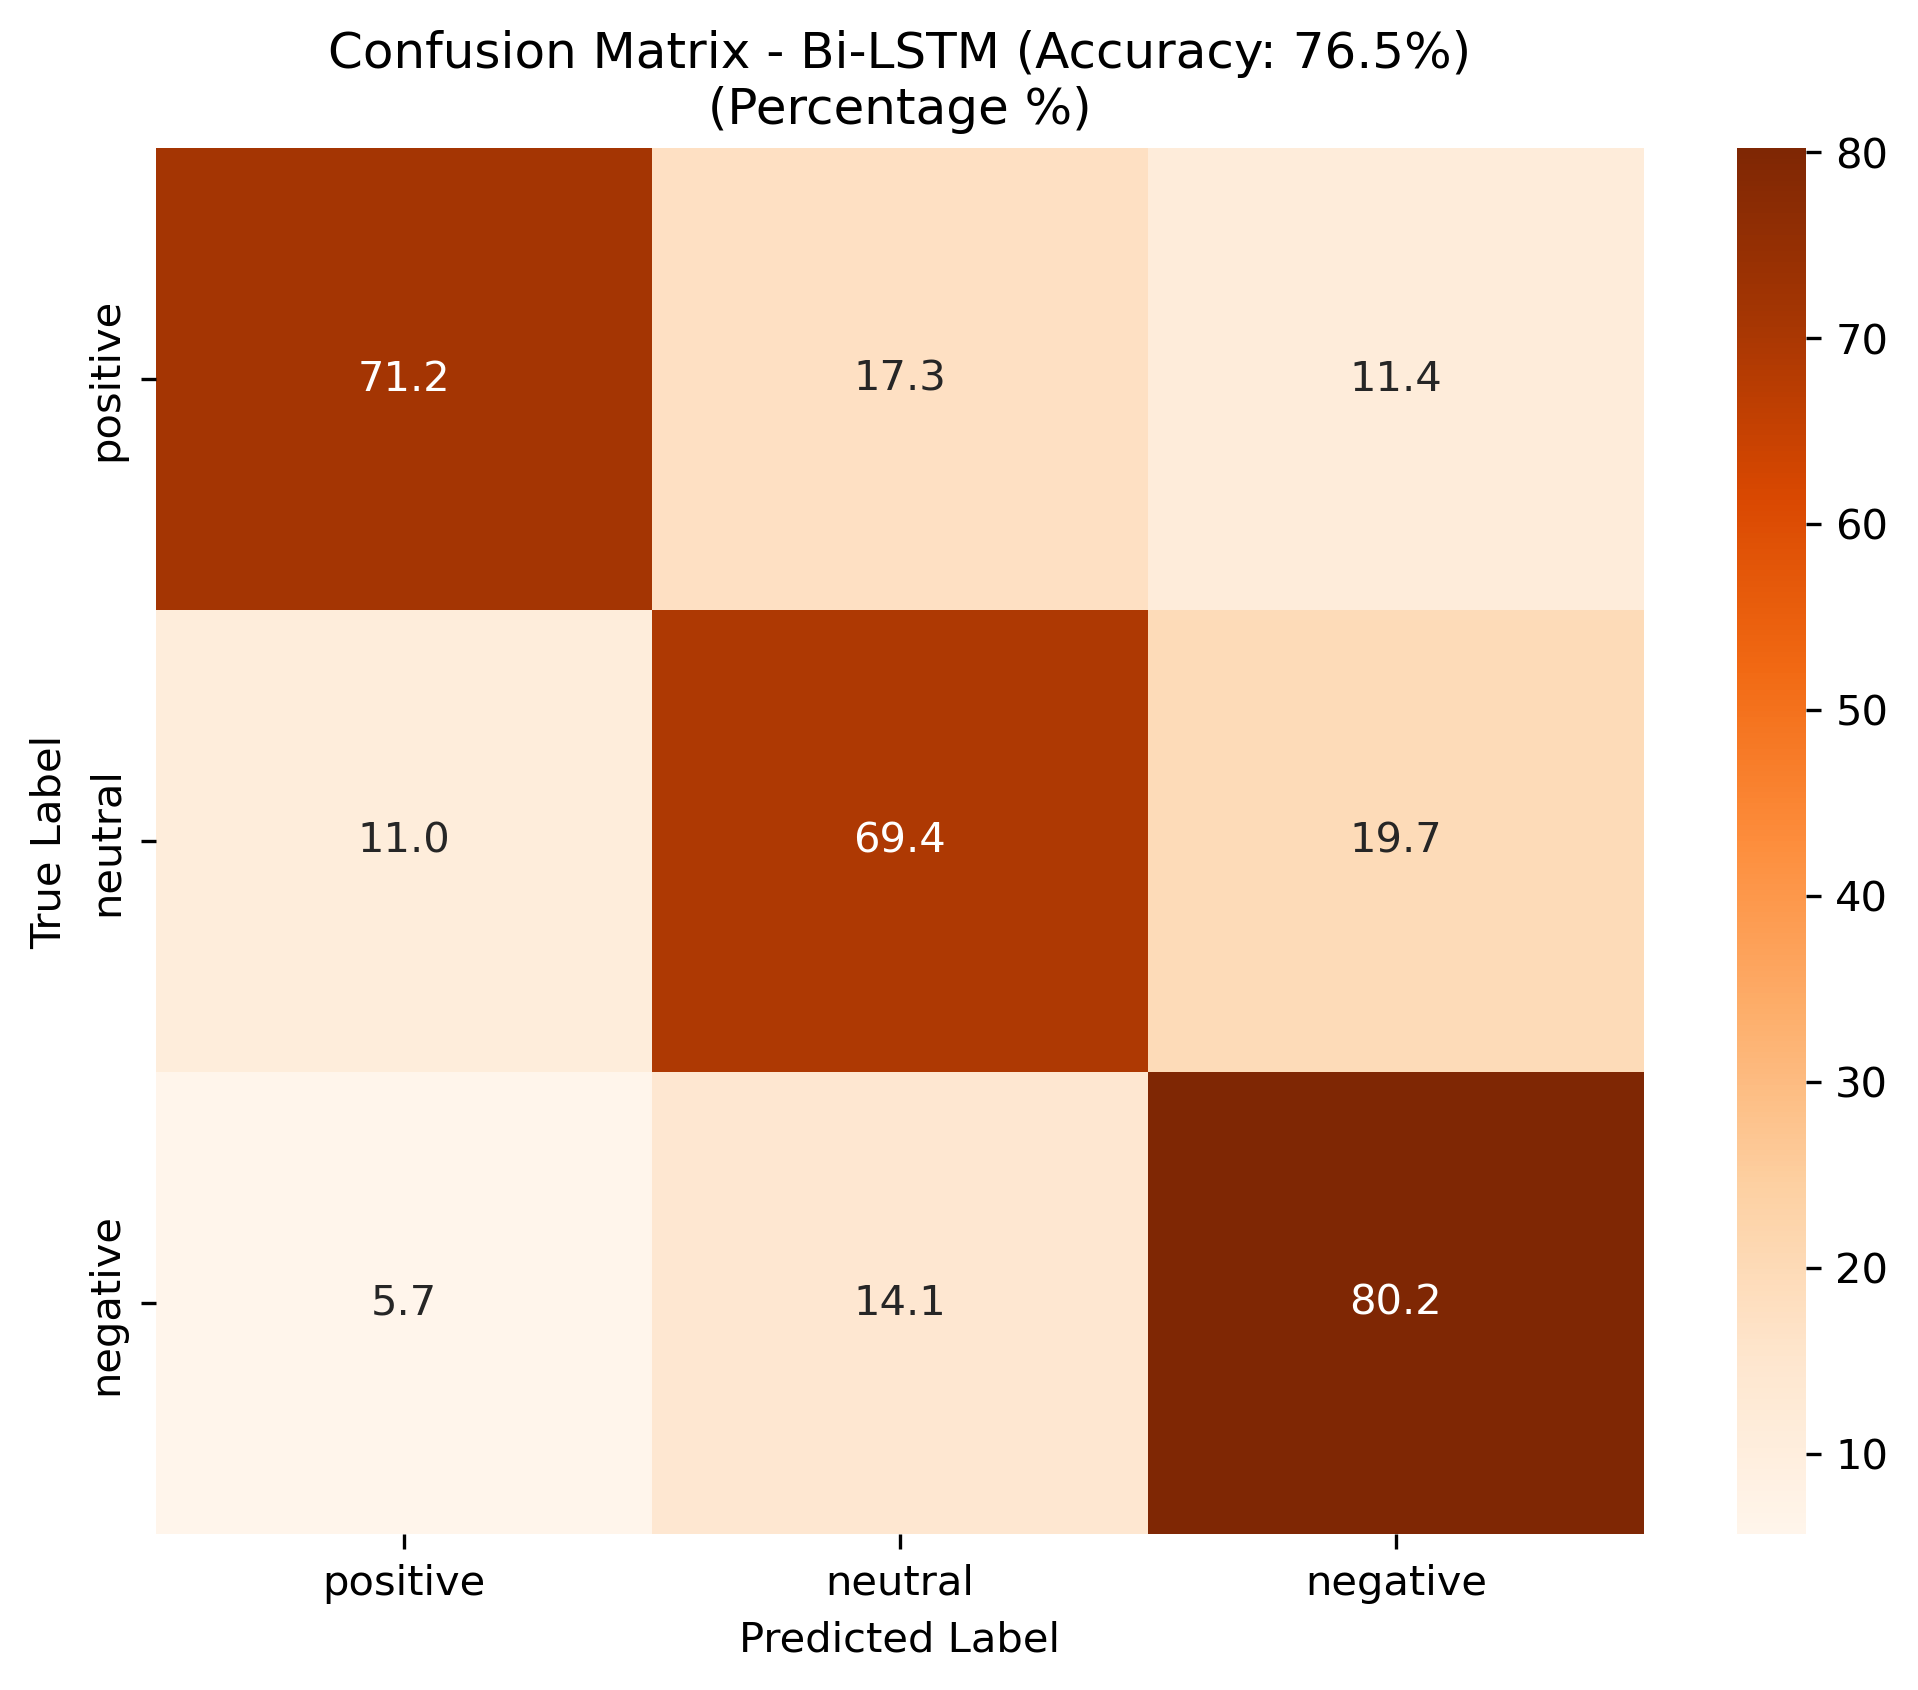 Confusion Matrix - Bi-LSTM (Accuracy: 76.5%)
(Percentage %)
True Label
positive
71.2
17.3
11.4
neutral
11.0
69.4
19.7
negative
5.7
14.1
80.2
positive
neutral
negative
Predicted Label
80
70
60
50
40
30
20
10